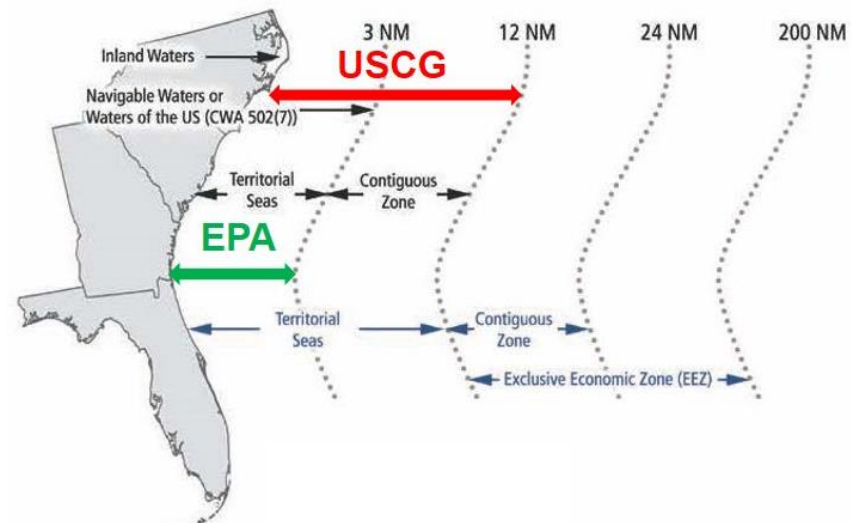 3 NM 12 NM 24 NM 200 NM
Inland Waters
USCG
Navigable Waters or
Waters of the US (CWA 502(7))
Territorial
Seas
Contiguous
Zone
EPA
Territorial
Seas
Contiguous
Zone
Exclusive Economic Zone (EEZ)